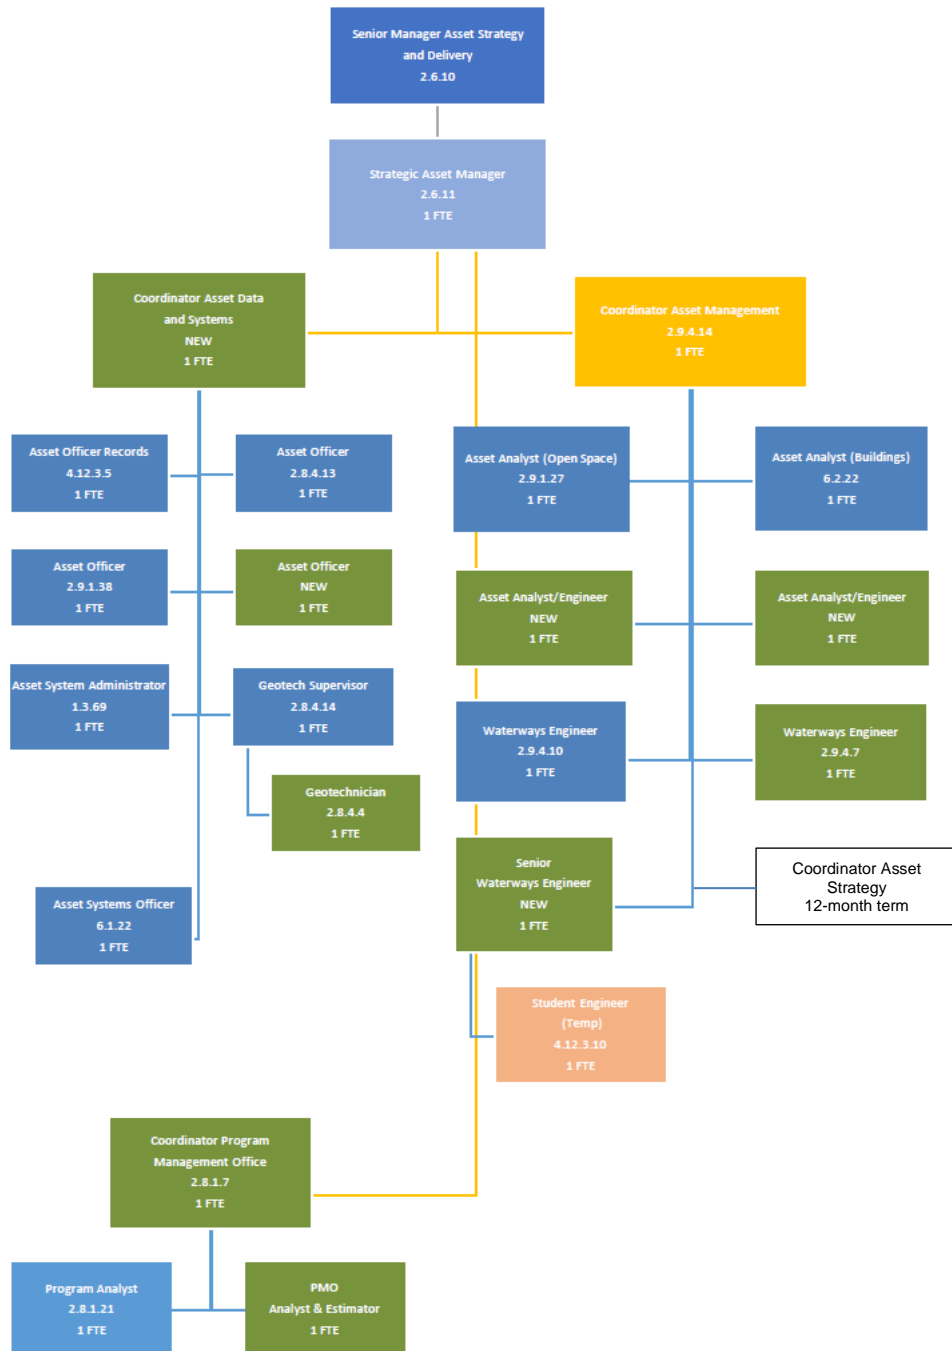 Senior Manager Asset Strategy
and Delivery
2.6.10
Strategic Asset Manager
2.6.11
1 FTE
Coordinator Asset Data
and Systems
NEW
1 FTE
Coordinator Asset Management
2.9.4.14
1 FTE
Asset Officer Records
4.12.3.5
1 FTE
Asset Officer
2.8.4.13
1 FTE
Asset Analyst (Open Space)
2.9.1.27
1 FTE
Asset Analyst (Buildings)
6.2.22
1 FTE
Asset Officer
2.9.1.38
1 FTE
Asset Officer
NEW
1 FTE
Asset Analyst/Engineer
NEW
1 FTE
Asset Analyst/Engineer
NEW
1 FTE
Asset System Administrator
1.3.69
1 FTE
Geotech Supervisor
2.8.4.14
1 FTE
Waterways Engineer
2.9.4.10
1 FTE
Waterways Engineer
2.9.4.7
1 FTE
Geotechnician
2.8.4.4
1 FTE
Senior
Waterways Engineer
NEW
1 FTE
Coordinator Asset
Strategy
12-month term
Asset Systems Officer
6.1.22
1 FTE
Student Engineer
(Temp)
4.12.3.10
1 FTE
Coordinator Program
Management Office
2.8.1.7
1 FTE
Program Analyst
2.8.1.21
1 FTE
PMO
Analyst & Estimator
1 FTE